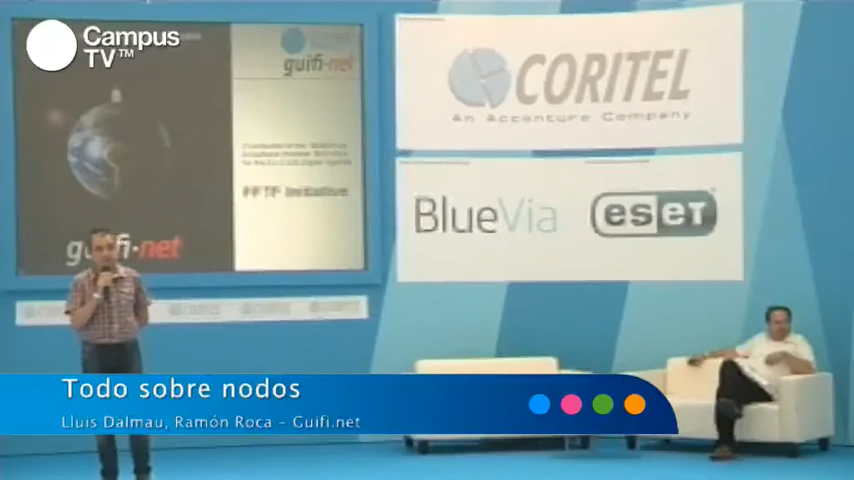 Campus
TV™
guifi·net
FFTF Initiative
guifi·net
CORITEL
An Accenture Company
BlueVia
eseT
Todo sobre nodos
Lluis Dalmau, Ramón Roca – Guifi.net